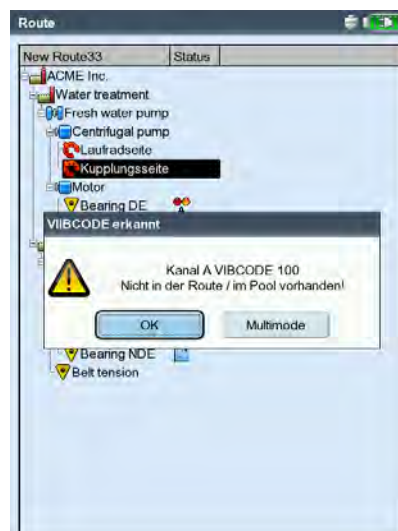 Route
New Route33 Status
ACME Inc.
Water treatment
Fresh water pump
Centrifugal pump
Laufradseite
Kupplungsseite
Motor
Bearing DE
A
VIIBCODE erkannt
Kanal A VIBCODE 100
Nicht in der Route / im Pool vorhanden!
OK Multimode
Bearing NDE
Belt tension